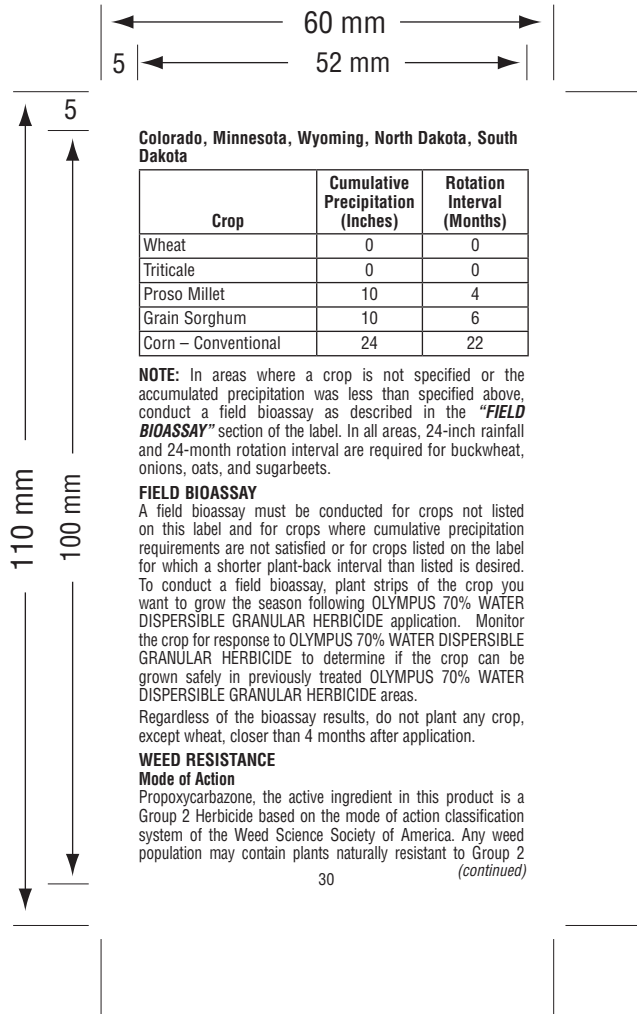 60 mm
5 52 mm
5
110 mm
100 mm
Colorado, Minnesota, Wyoming, North Dakota, South
Dakota
Crop Cumulative Precipitation (Inches) Rotation Interval (Months)
Wheat 0 0
Triticale 0 0
Proso Millet 10 4
Grain Sorghum 10 6
Corn – Conventional 24 22
NOTE: In areas where a crop is not specified or the
accumulated precipitation was less than specified above,
conduct a field bioassay as described in the “FIELD
BIOASSAY” section of the label. In all areas, 24-inch rainfall
and 24-month rotation interval are required for buckwheat,
onions, oats, and sugarbeets.
FIELD BIOASSAY
A field bioassay must be conducted for crops not listed
on this label and for crops where cumulative precipitation
requirements are not satisfied or for crops listed on the label
for which a shorter plant-back interval than listed is desired.
To conduct a field bioassay, plant strips of the crop you
want to grow the season following OLYMPUS 70% WATER
DISPERSIBLE GRANULAR HERBICIDE application. Monitor
the crop for response to OLYMPUS 70% WATER DISPERSIBLE
GRANULAR HERBICIDE to determine if the crop can be
grown safely in previously treated OLYMPUS 70% WATER
DISPERSIBLE GRANULAR HERBICIDE areas.
Regardless of the bioassay results, do not plant any crop,
except wheat, closer than 4 months after application.
WEED RESISTANCE
Mode of Action
Propoxycarbazone, the active ingredient in this product is a
Group 2 Herbicide based on the mode of action classification
system of the Weed Science Society of America. Any weed
population may contain plants naturally resistant to Group 2
(continued)
30